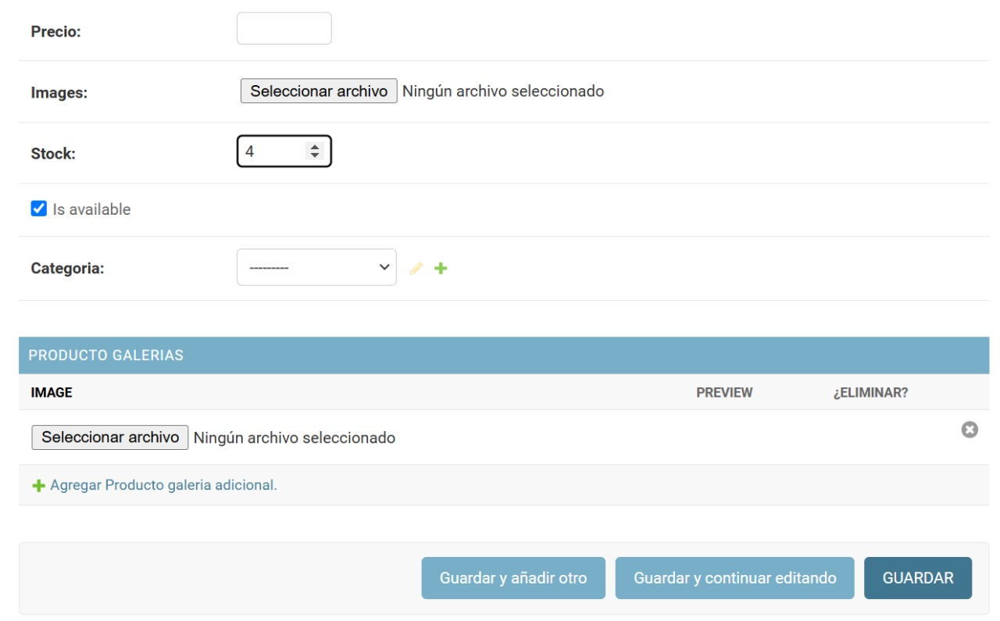 Precio:
Images: Seleccionar archivo Ningún archivo seleccionado
Stock: 4
Is available
Categoria: ---------
PRODUCTO GALERIAS
IMAGE PREVIEW ¿ELIMINAR?
Seleccionar archivo Ningún archivo seleccionado
Agregar Producto galeria adicional.
Guardar y añadir otro Guardar y continuar editando GUARDAR